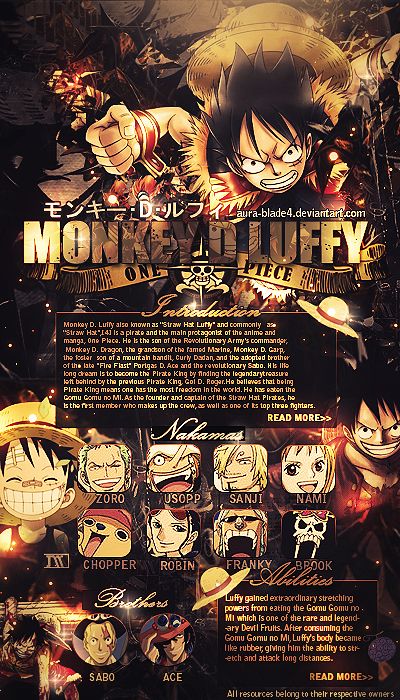 モンキー・D・ルフィ
aura-blade4.deviantart.com
MONKEY D. LUFFY
ONE PIECE
Introduction
Monkey D. Luffy also known as "Straw Hat Luffy" and commonly as
"Straw Hat",[4] is a pirate and the main protagonist of the anime and
manga, One Piece. He is the son of the Revolutionary Army's commander,
Monkey D. Dragon, the grandson of the famed Marine, Monkey D. Garp,
the foster son of a mountain bandit, Curly Dadan, and the adopted brother
of the late "Fire Fist" Portgas D. Ace and the revolutionary Sabo. His life
long dream is to become the Pirate King by finding the legendary treasure
left behind by the previous Pirate King, Gol D. Roger.He believes that being
Pirate King means one has the most freedom in the world. He has eaten the
Gomu Gomu no Mi. As the founder and captain of the Straw Hat Pirates, he
is the first member who makes up the crew, as well as one of its top three fighters.
READ MORE>>
Nakamas
ZORO USOPP SANJI NAMI
CHOPPER ROBIN FRANKY BROOK
Abilities
Luffy gained extraordinary stretching
powers from eating the Gomu Gomu no
Mi which is one of the rare and legend-
-ary Devil Fruits. After consuming the
Gomu Gomu no Mi, Luffy's body became
like rubber, giving him the ability to str-
-etch and attack long distances.
READ MORE>>
Brothers
SABO ACE
All resources belong to their respective owners